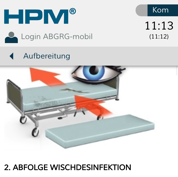 HPM®
Kom
11:13
Login ABGRG-mobil
(11:12)
Aufbereitung
2. ABFOLGE WISCHDESINFEKTION